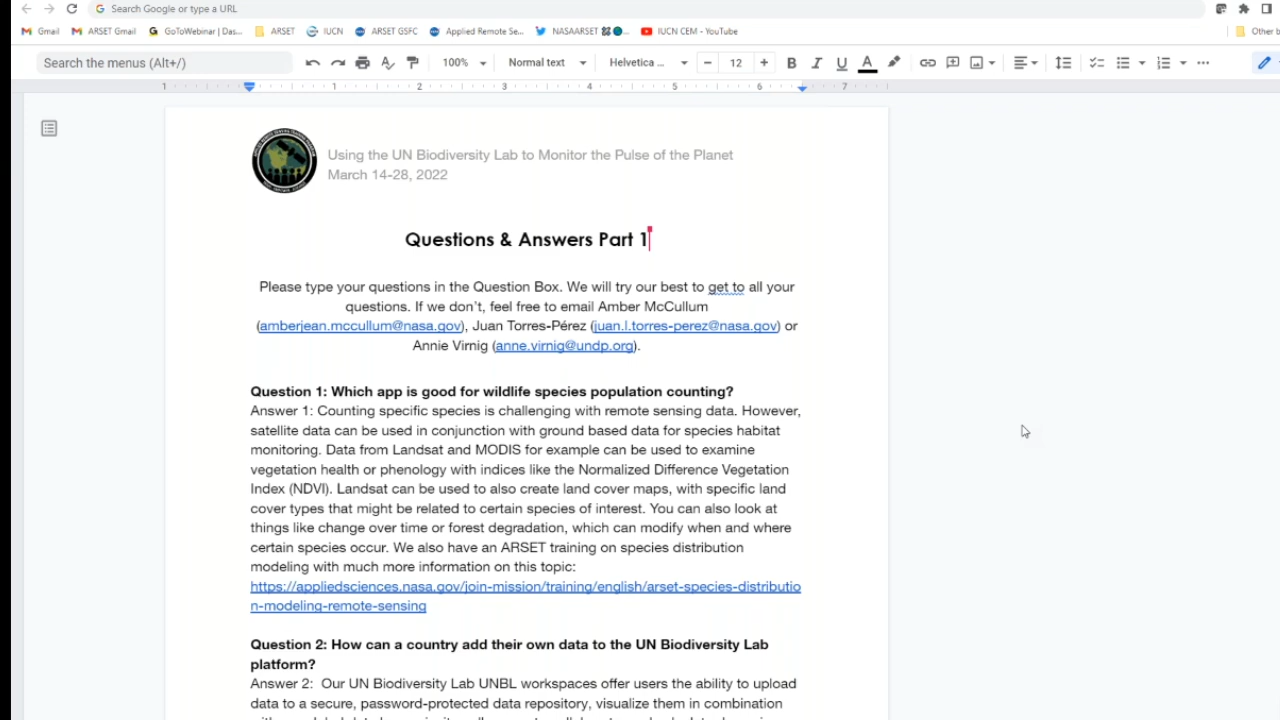 Search Google or type a URL
Gmail ARSET Gmail GoToWebinar | Das... ARSET IUCN ARSET GSFC Applied Remote Se... NASAARSET IUCN CEM - YouTube Other b
Search the menus (Alt+/) 100% Normal text Helvetica ... 12 B I U A
1 1 2 3 4 5 6 7
Using the UN Biodiversity Lab to Monitor the Pulse of the Planet
March 14-28, 2022
Questions & Answers Part 1
Please type your questions in the Question Box. We will try our best to get to all your
questions. If we don't, feel free to email Amber McCullum
(amberjean.mccullum@nasa.gov), Juan Torres-Pérez (juan.l.torres-perez@nasa.gov) or
Annie Virnig (anne.virnig@undp.org).
Question 1: Which app is good for wildlife species population counting?
Answer 1: Counting specific species is challenging with remote sensing data. However,
satellite data can be used in conjunction with ground based data for species habitat
monitoring. Data from Landsat and MODIS for example can be used to examine
vegetation health or phenology with indices like the Normalized Difference Vegetation
Index (NDVI). Landsat can be used to also create land cover maps, with specific land
cover types that might be related to certain species of interest. You can also look at
things like change over time or forest degradation, which can modify when and where
certain species occur. We also have an ARSET training on species distribution
modeling with much more information on this topic:
https://appliedsciences.nasa.gov/join-mission/training/english/arset-species-distributio
n-modeling-remote-sensing
Question 2: How can a country add their own data to the UN Biodiversity Lab
platform?
Answer 2:  Our UN Biodiversity Lab UNBL workspaces offer users the ability to upload
data to a secure, password-protected data repository, visualize them in combination